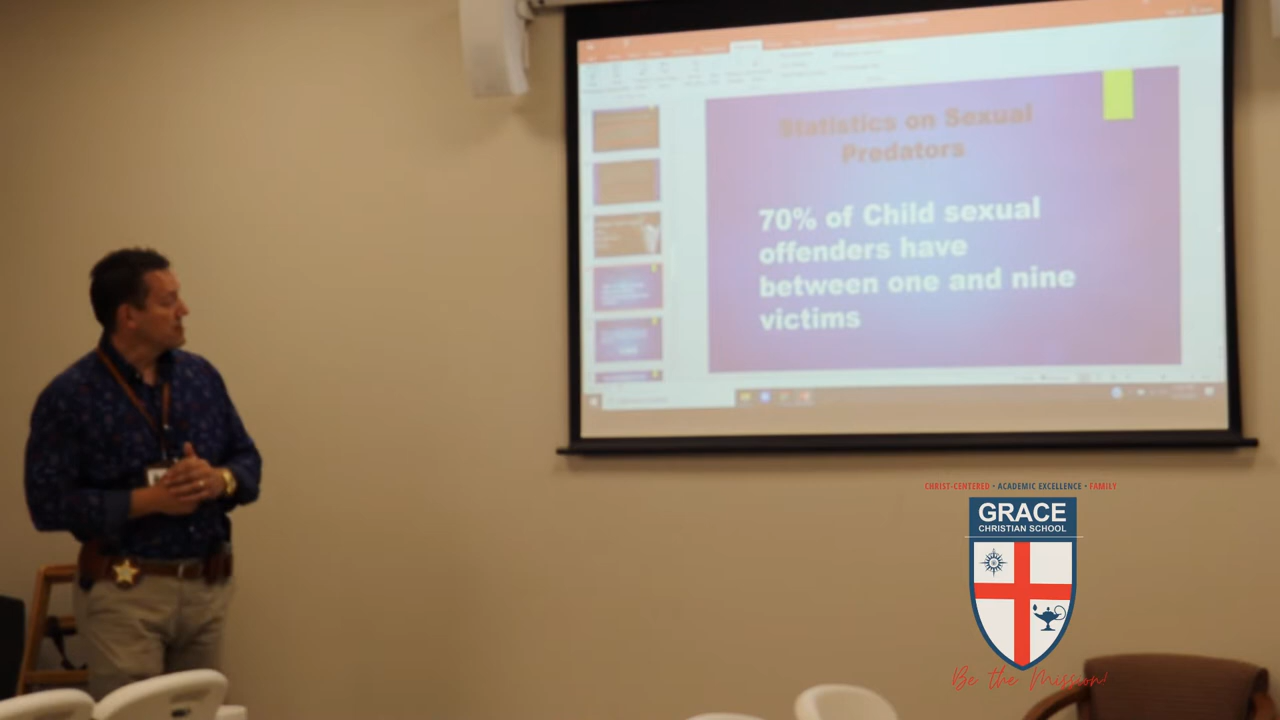 Statistics on Sexual
Predators
70% of Child sexual
offenders have
between one and nine
victims
CHRIST-CENTERED • ACADEMIC EXCELLENCE • FAMILY
GRACE
CHRISTIAN SCHOOL
Be the Mission!